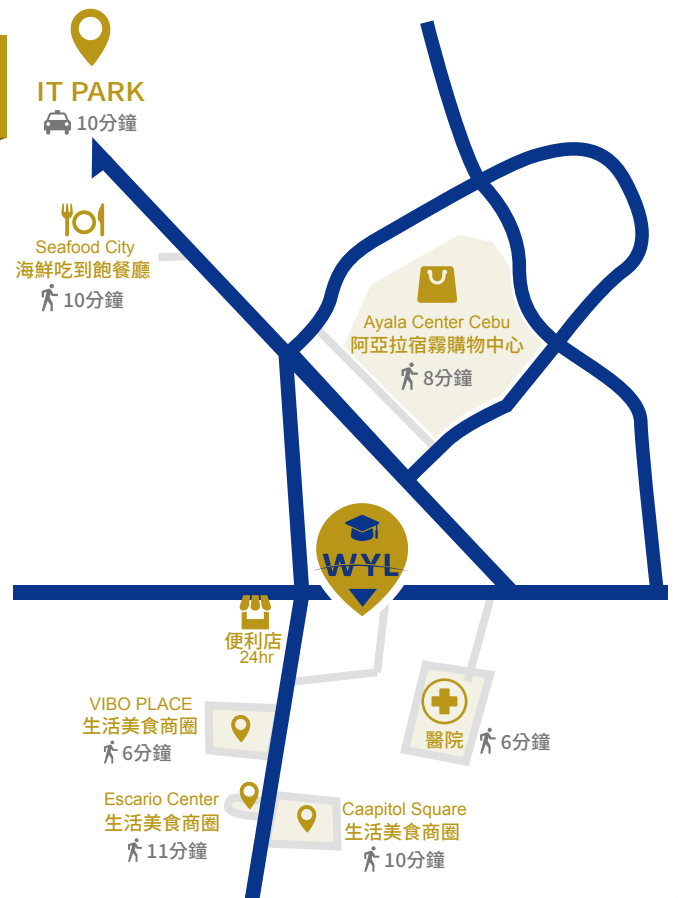 IT PARK
10分鐘
Seafood City
海鮮吃到飽餐廳
10分鐘
Ayala Center Cebu
阿亞拉宿霧購物中心
8分鐘
WYL
便利店
24hr
VIBO PLACE
生活美食商圈
6分鐘
醫院
6分鐘
Escario Center
生活美食商圈
11分鐘
Caapitol Square
生活美食商圈
10分鐘